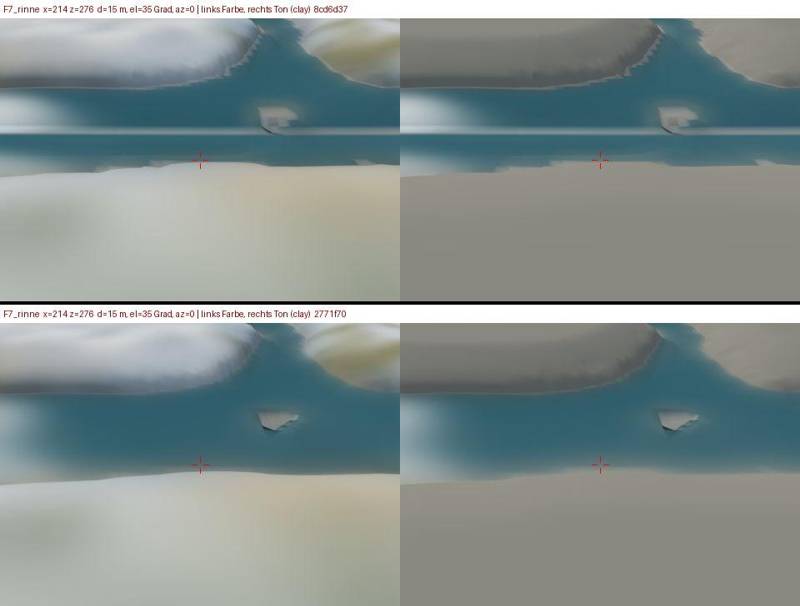 F7_rinne x=214 z=276 d=15 m, el=35 Grad, az=0 | links Farbe, rechts Ton (clay) 8cd6d37
F7_rinne x=214 z=276 d=15 m, el=35 Grad, az=0 | links Farbe, rechts Ton (clay) 2771f70